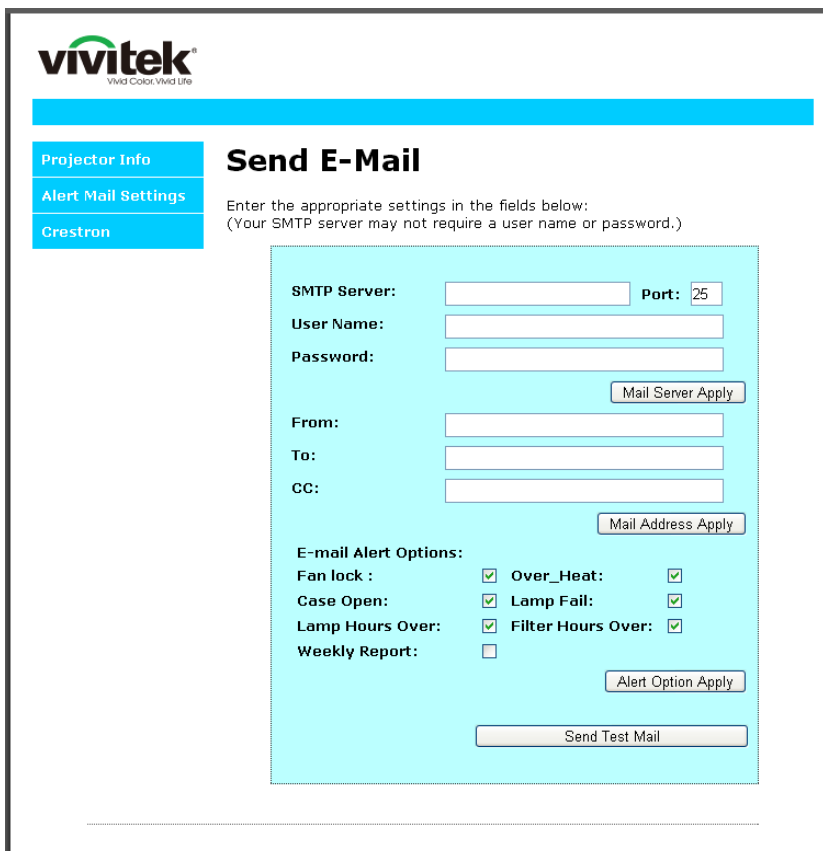 vivitek®
Vivid Color.Vivid Life
Projector Info
Alert Mail Settings
Crestron
Send E-Mail
Enter the appropriate settings in the fields below:
(Your SMTP server may not require a user name or password.)
SMTP Server: Port: 25
User Name:
Password:
Mail Server Apply
From:
To:
CC:
Mail Address Apply
E-mail Alert Options:
Fan lock : Over_Heat:
Case Open: Lamp Fail:
Lamp Hours Over: Filter Hours Over:
Weekly Report:
Alert Option Apply
Send Test Mail